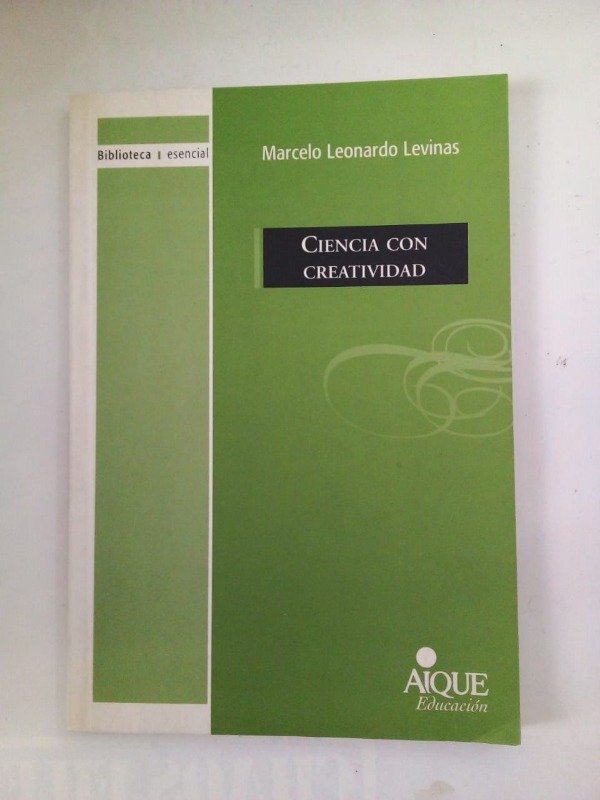 Biblioteca esencial
Marcelo Leonardo Levinas
CIENCIA CON
CREATIVIDAD
AIQUE
Educación